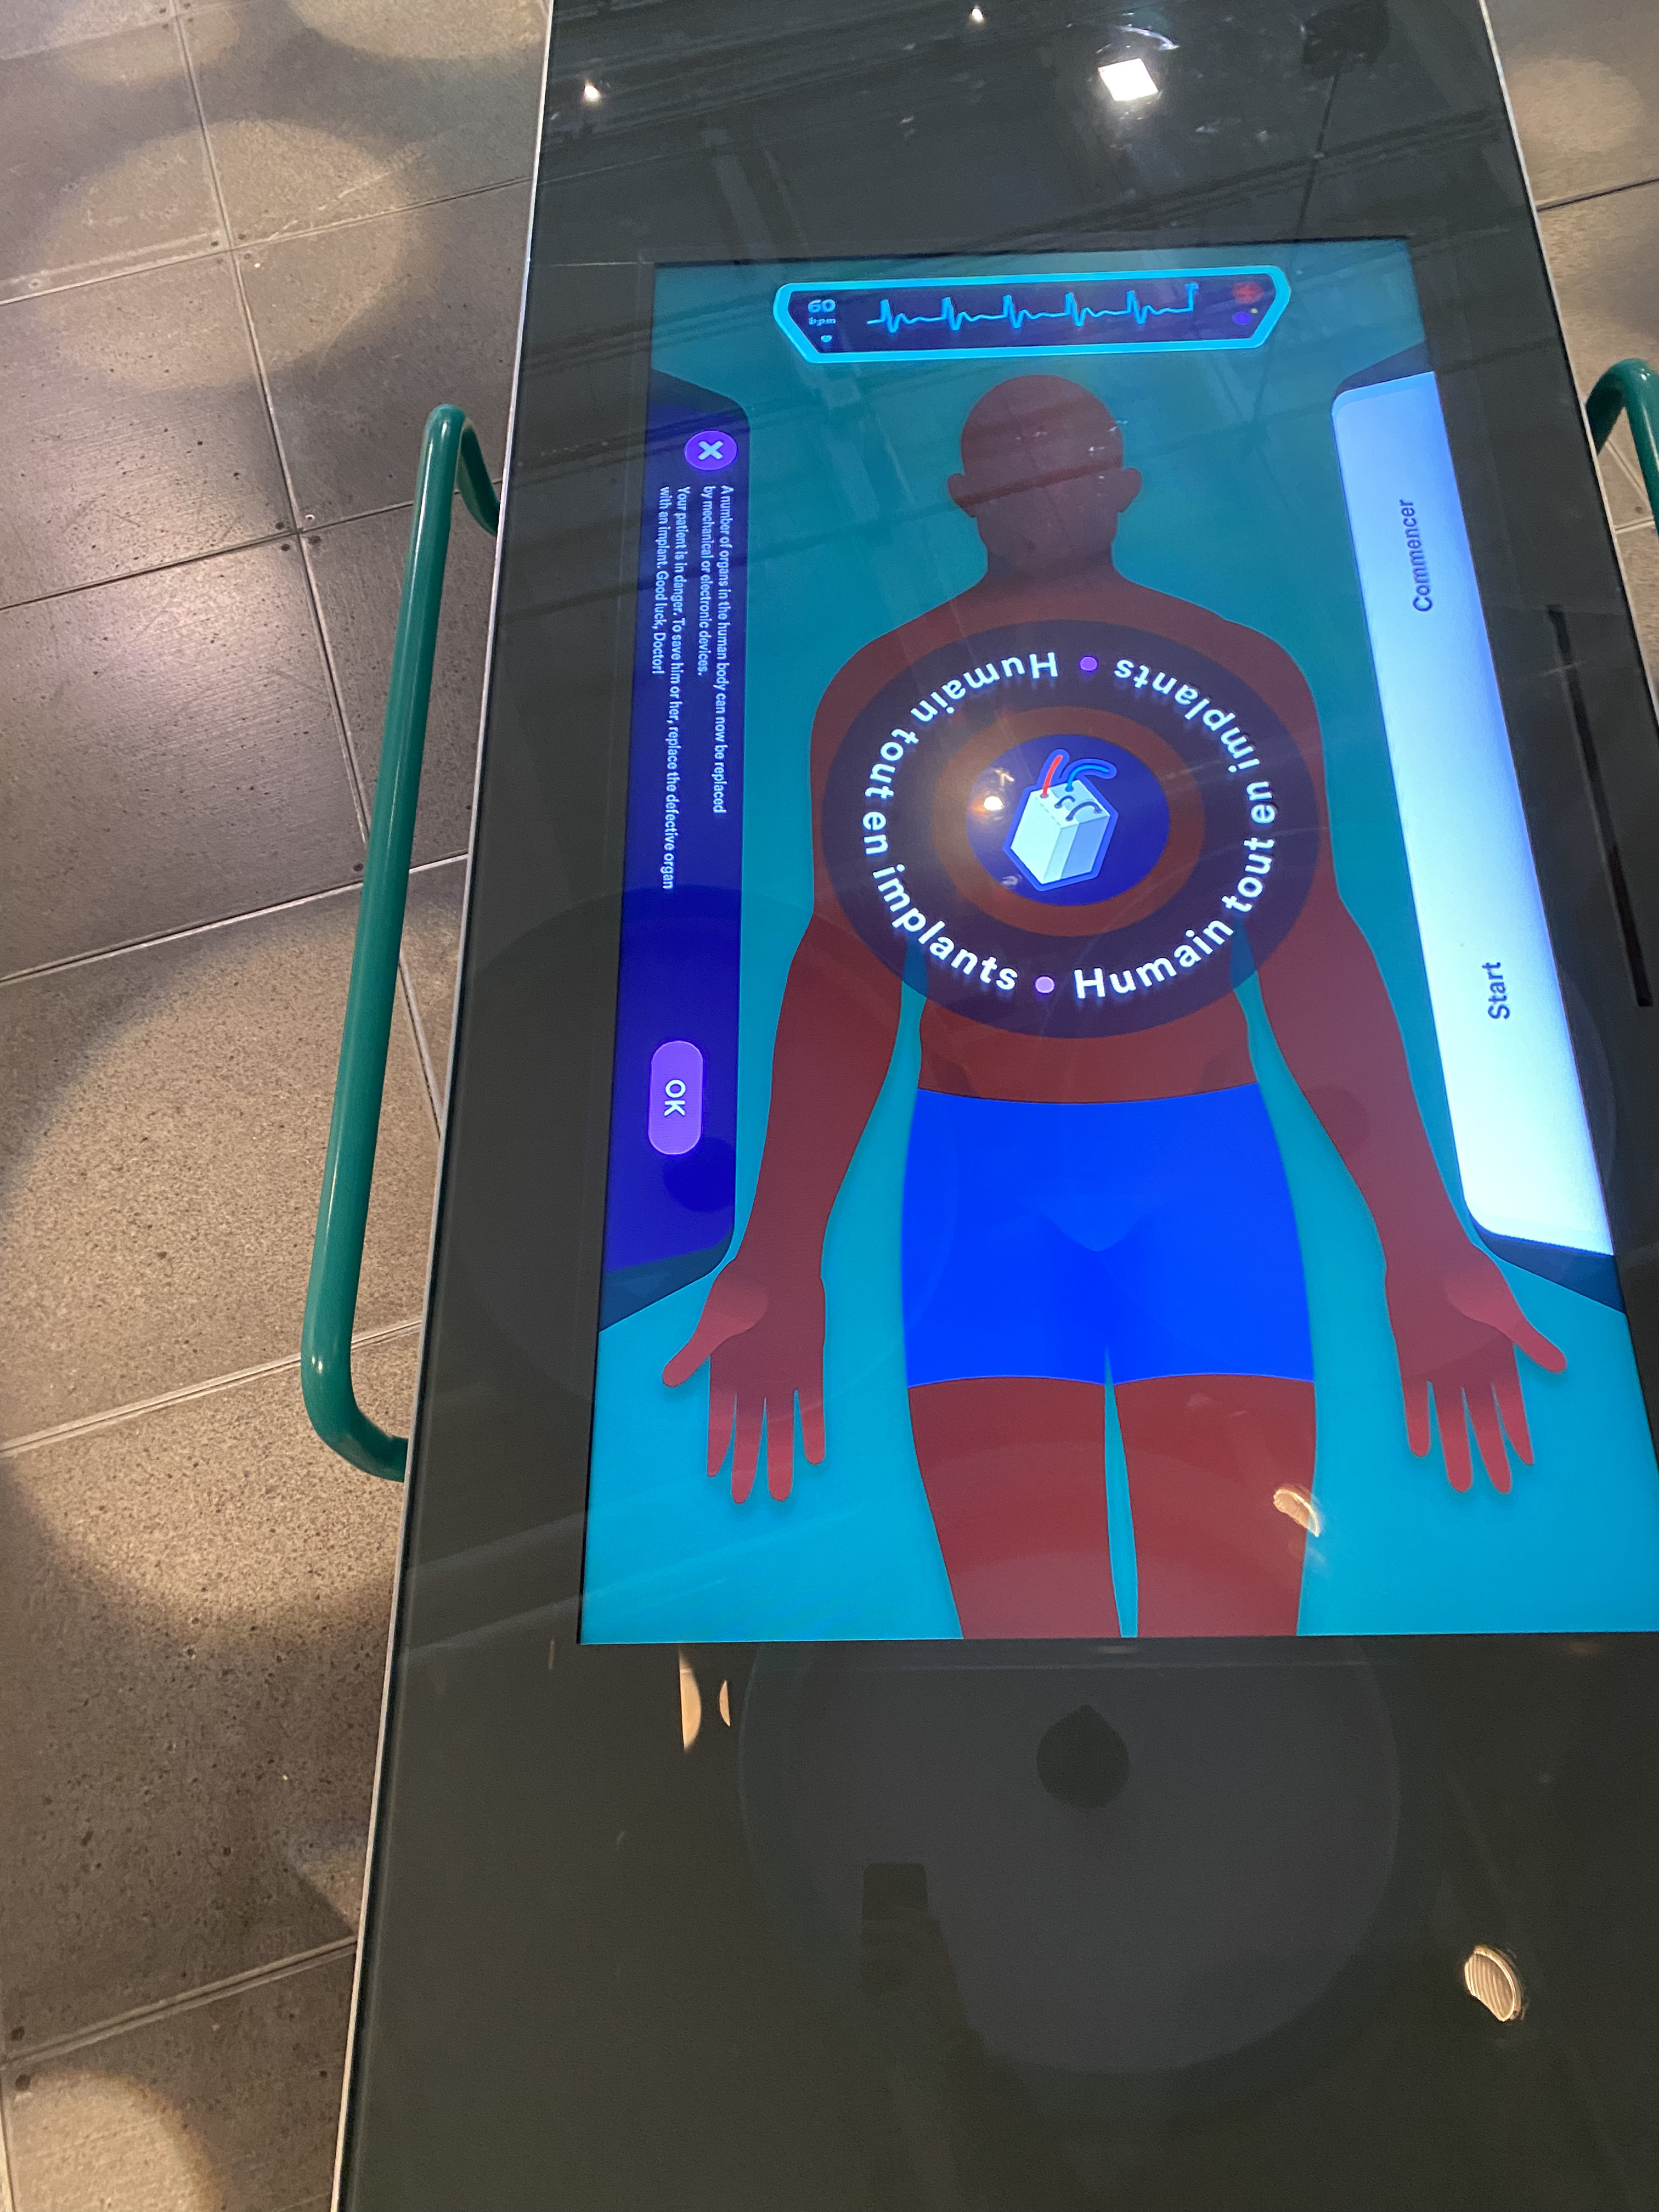 60
bpm
A number of organs in the human body can now be replaced
by mechanical or electronic devices.
Your patient is in danger. To save him or her, replace the defective organ
with an implant. Good luck, Doctor!
OK
Humain tout en implants • Humain tout en implants •
Commencer
Start